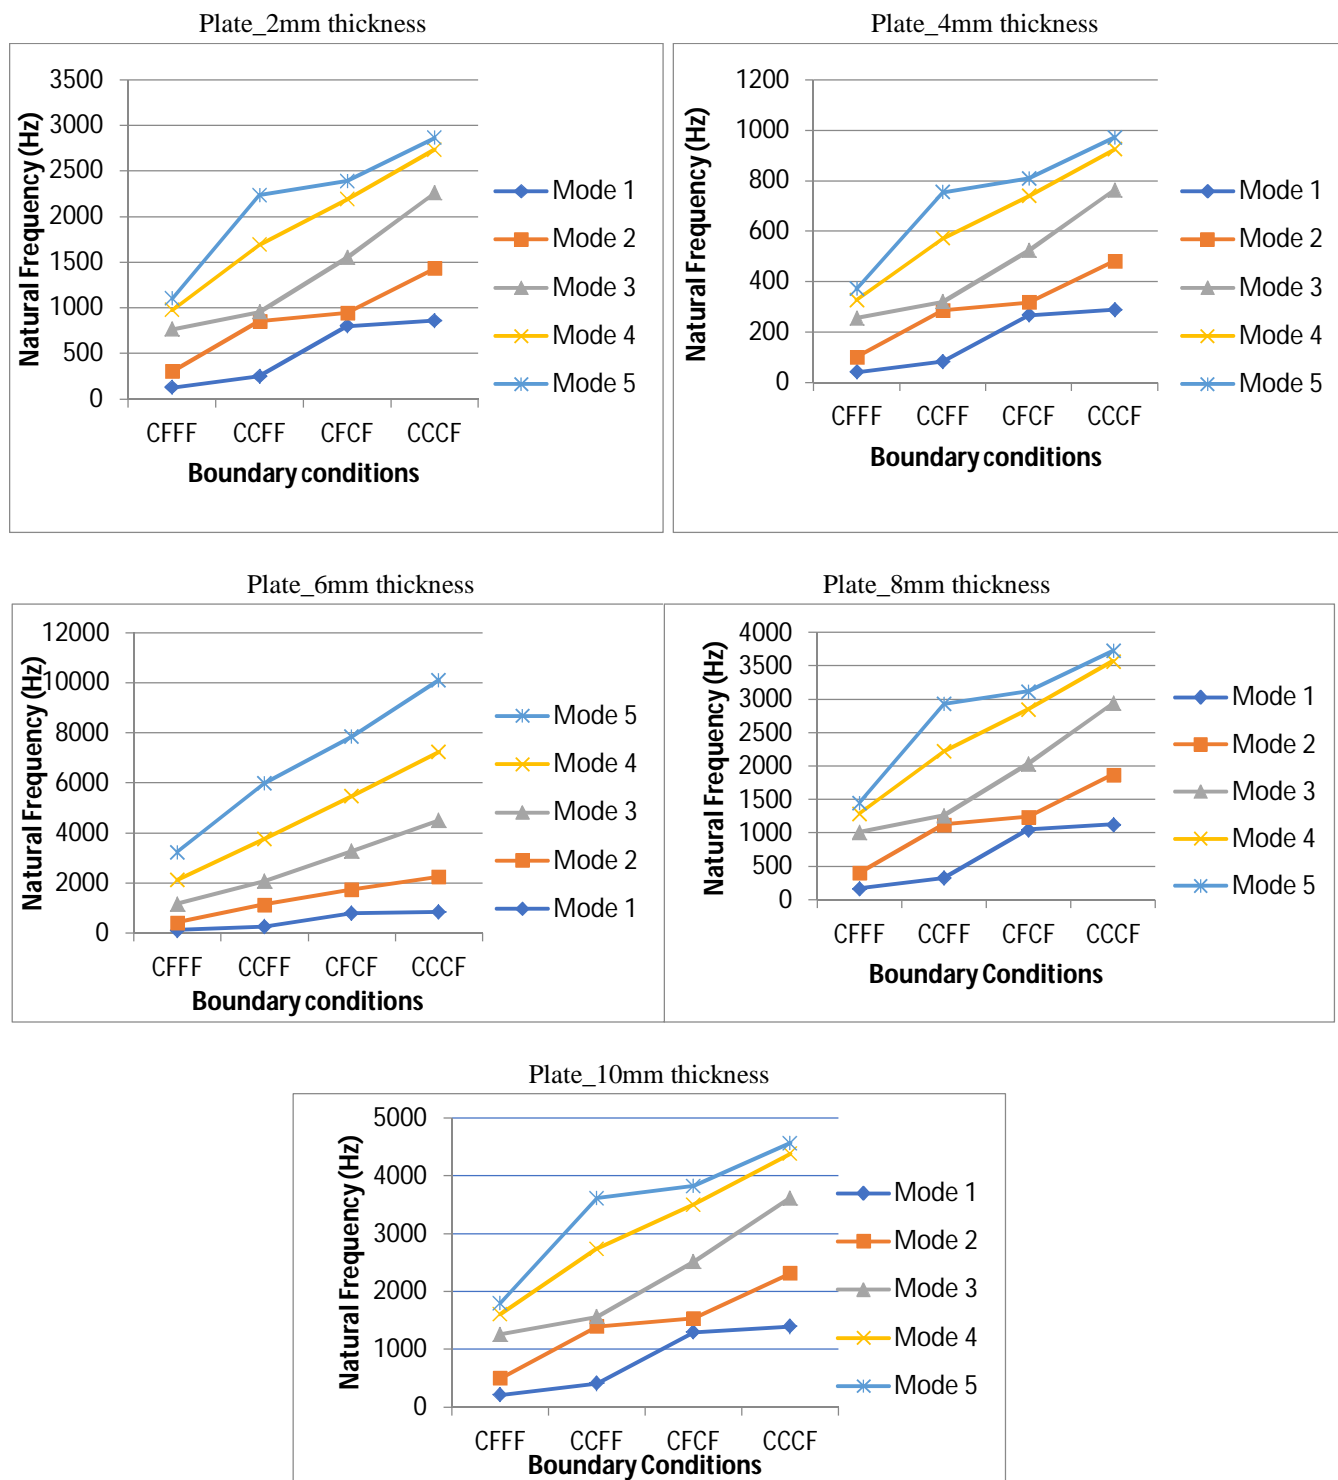 Plate_2mm thickness
Plate_4mm thickness
3500
3000
2500
2000
1500
1000
500
0
Natural Frequency (Hz)
CFFF CCFF CFCF CCCF
Boundary conditions
Mode 1
Mode 2
Mode 3
Mode 4
Mode 5
1200
1000
800
600
400
200
0
Natural Frequency (Hz)
CFFF CCFF CFCF CCCF
Boundary conditions
Mode 1
Mode 2
Mode 3
Mode 4
Mode 5
Plate_6mm thickness
Plate_8mm thickness
12000
10000
8000
6000
4000
2000
0
Natural Frequency (Hz)
CFFF CCFF CFCF CCCF
Boundary conditions
Mode 5
Mode 4
Mode 3
Mode 2
Mode 1
4000
3500
3000
2500
2000
1500
1000
500
0
Natural Frequency (Hz)
CFFF CCFF CFCF CCCF
Boundary Conditions
Mode 1
Mode 2
Mode 3
Mode 4
Mode 5
Plate_10mm thickness
5000
4000
3000
2000
1000
0
Natural Frequency (Hz)
CFFF CCFF CFCF CCCF
Boundary Conditions
Mode 1
Mode 2
Mode 3
Mode 4
Mode 5